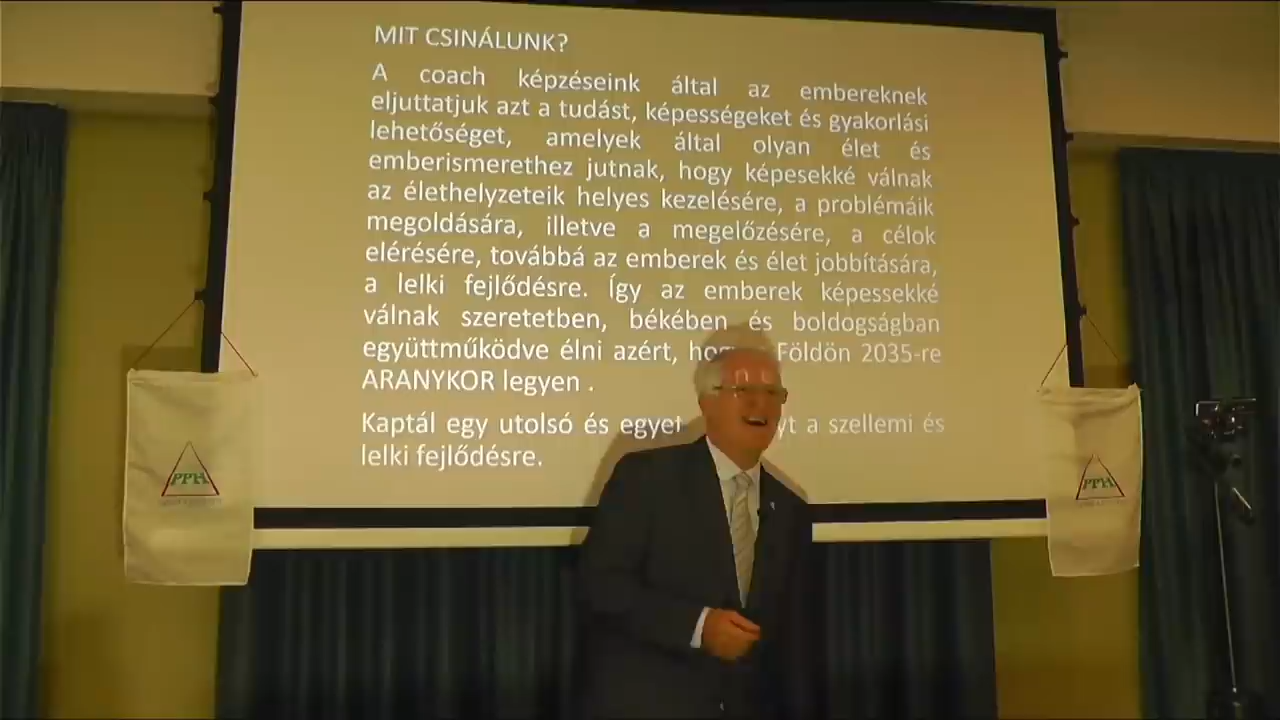 MIT CSINÁLUNK?
A coach képzéseink által az embereknek
eljuttatjuk azt a tudást, képességeket és gyakorlási
lehetőséget, amelyek által olyan élet és
emberismerethez jutnak, hogy képesekké válnak
az élethelyzeteik helyes kezelésére, a problémáik
megoldására, illetve a megelőzésére, a célok
elérésére, továbbá az emberek és élet jobbítására,
a lelki fejlődésre. Így az emberek képessekké
válnak szeretetben, békében és boldogságban
együttműködve élni azért, Földön 2035-re
ARANYKOR legyen .
Kaptál egy utolsó és a szellemi és
lelki fejlődésre.
PPH
PPH